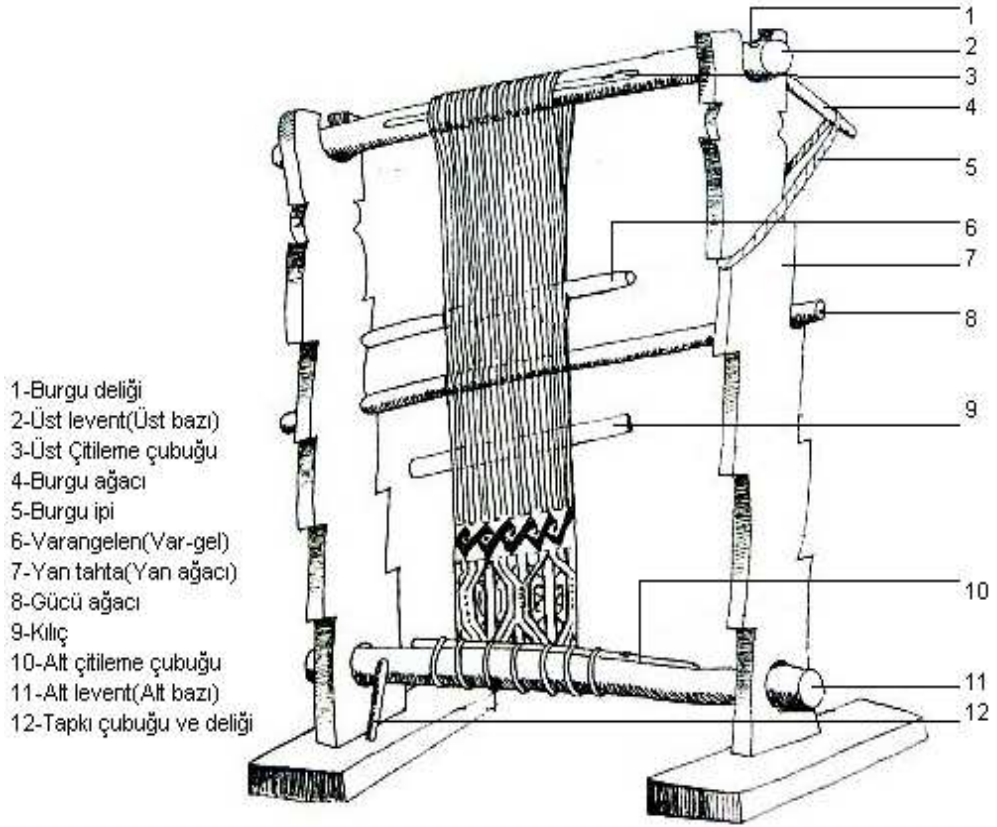 1
2
3
4
5
6
7
8
9
10
11
12
1-Burgu deliği
2-Üst levent(Üst bazı)
3-Üst Çitileme çubuğu
4-Burgu ağacı
5-Burgu ipi
6-Varangelen(Var-gel)
7-Yan tahta(Yan ağacı)
8-Gücü ağacı
9-Kılıç
10-Alt çitileme çubuğu
11-Alt levent(Alt bazı)
12-Tapkı çubuğu ve deliği